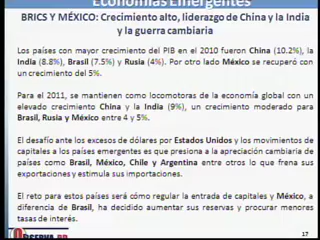 Economías Emergentes
BRICS Y MÉXICO: Crecimiento alto, liderazgo de China y la India
y la guerra cambiaria
Los países con mayor crecimiento del PIB en el 2010 fueron China (10.2%), la
India (8.8%), Brasil (7.5%) y Rusia (4%). Por otro lado México se recuperó con
un crecimiento del 5%.
Para el 2011, se mantienen como locomotoras de la economía global con un
elevado crecimiento China y la India (9%), un crecimiento moderado para
Brasil, Rusia y México entre 4 y 5%.
El desafío ante los excesos de dólares por Estados Unidos y los movimientos de
capitales a los países emergentes es que presiona a la apreciación cambiaria de
países como Brasil, México, Chile y Argentina entre otros lo que frena sus
exportaciones y estimula sus importaciones.
El reto para estos países será cómo regular la entrada de capitales y México, a
diferencia de Brasil, ha decidido aumentar sus reservas y procurar menores
tasas de interés.
17